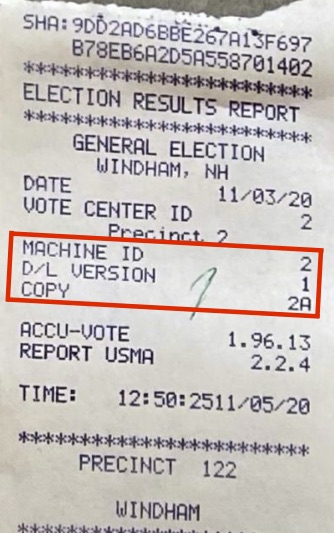 SHA:9DD2AD6BBE267A13F697
B78EB6A2D5A558701402
************************
ELECTION RESULTS REPORT
************************
GENERAL ELECTION
WINDHAM, NH
DATE 11/03/20
VOTE CENTER ID 2
Precinct 2
MACHINE ID 2
D/L VERSION 1
COPY 2A
ACCU-VOTE 1.96.13
REPORT USMA 2.2.4
TIME: 12:50:2511/05/20
************************
PRECINCT 122
WINDHAM
************************